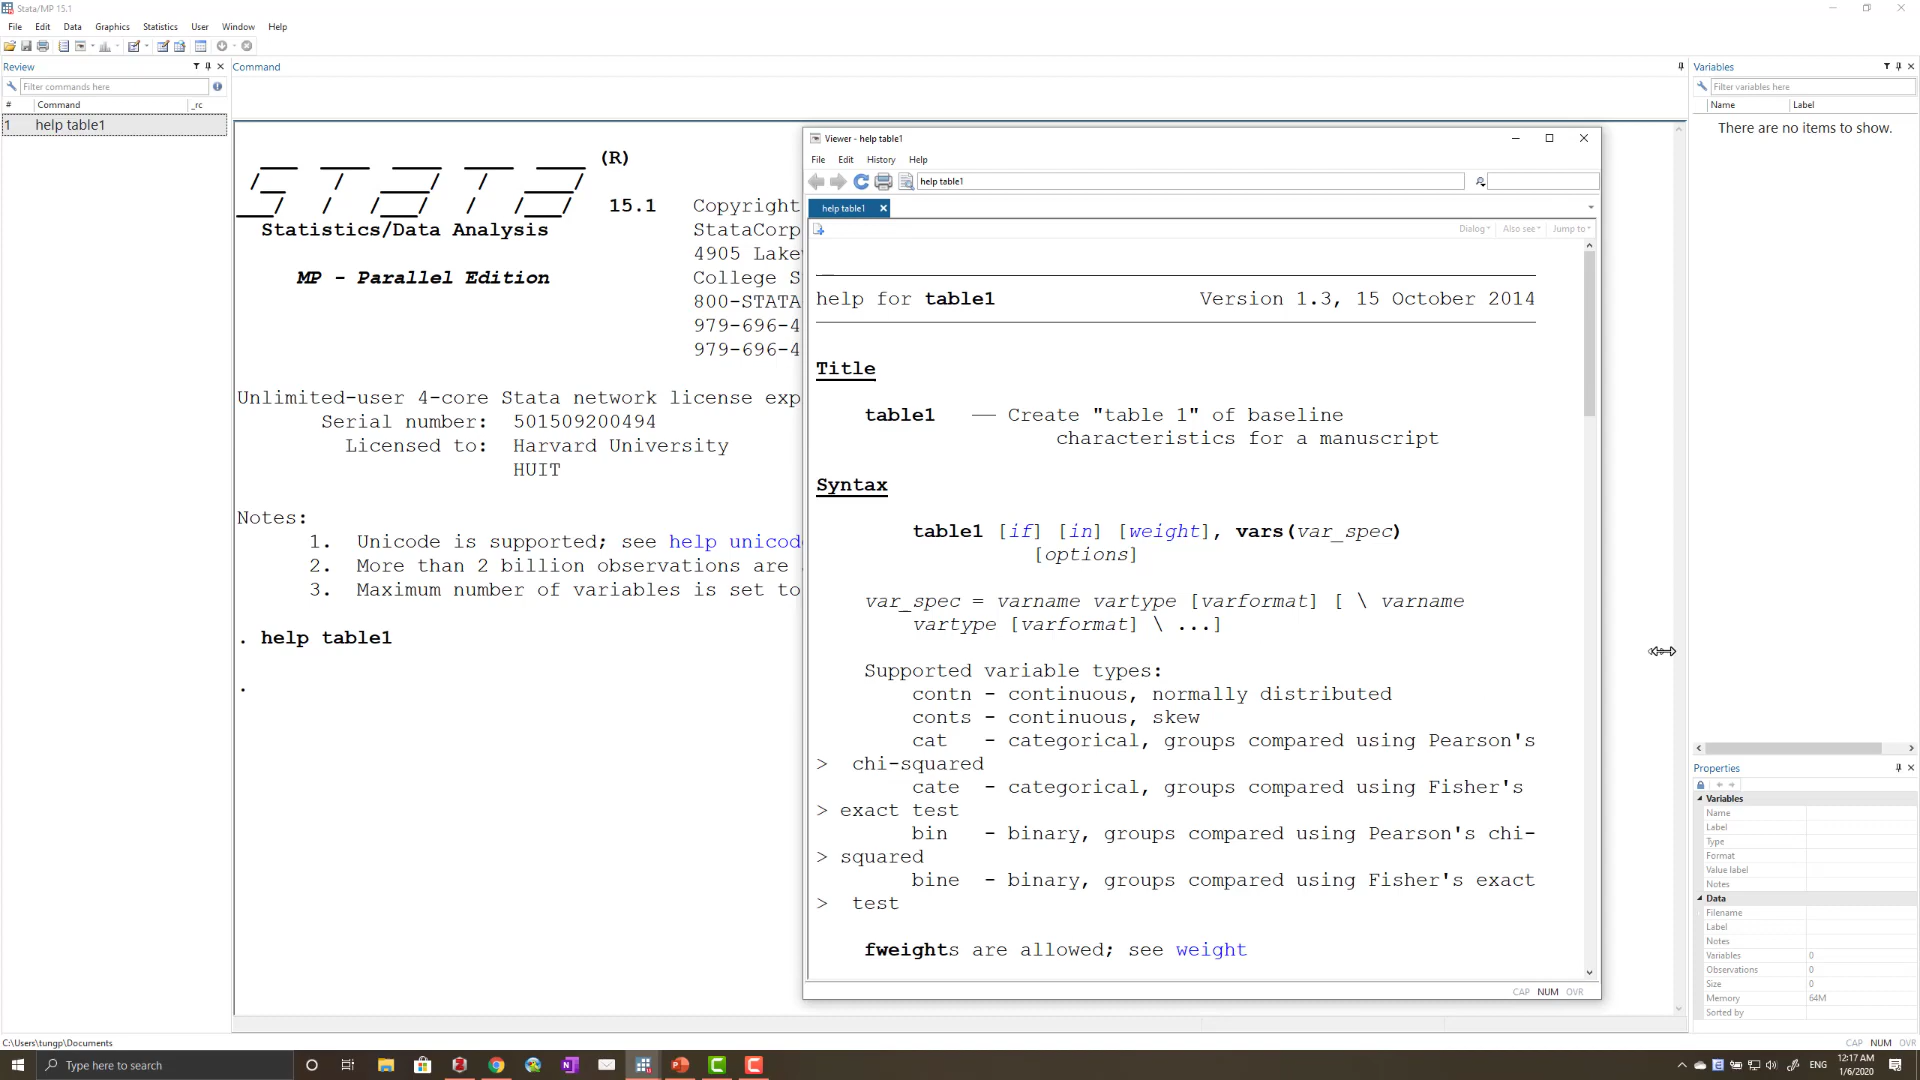 Stata/MP 15.1
File Edit Data Graphics Statistics User Window Help
Review
Filter commands here
# Command _rc
1 help table1
Command
(R)
15.1 Copyright
Statistics/Data Analysis StataCorp
4905 Lake
MP - Parallel Edition College S
800-STATA
979-696-4
979-696-4
Unlimited-user 4-core Stata network license exp
Serial number: 501509200494
Licensed to: Harvard University
HUIT
Notes:
1. Unicode is supported; see help unicod
2. More than 2 billion observations are
3. Maximum number of variables is set to
. help table1
.
Viewer - help table1
File Edit History Help
help table1
help table1
Dialog Also see Jump to
help for table1 Version 1.3, 15 October 2014
Title
table1 — Create "table 1" of baseline
characteristics for a manuscript
Syntax
table1 [if] [in] [weight], vars(var_spec)
[options]
var_spec = varname vartype [varformat] [ \ varname
vartype [varformat] \ ...]
Supported variable types:
contn - continuous, normally distributed
conts - continuous, skew
cat - categorical, groups compared using Pearson's
> chi-squared
cate - categorical, groups compared using Fisher's
> exact test
bin - binary, groups compared using Pearson's chi-
> squared
bine - binary, groups compared using Fisher's exact
> test
fweights are allowed; see weight
CAP NUM OVR
Variables
Filter variables here
Name Label
There are no items to show.
Properties
Variables
Name
Label
Type
Format
Value label
Notes
Data
Filename
Label
Notes
Variables 0
Observations 0
Size 0
Memory 64M
Sorted by
C:\Users\tungp\Documents
CAP NUM OVR
Type here to search
ENG
12:17 AM
1/6/2020